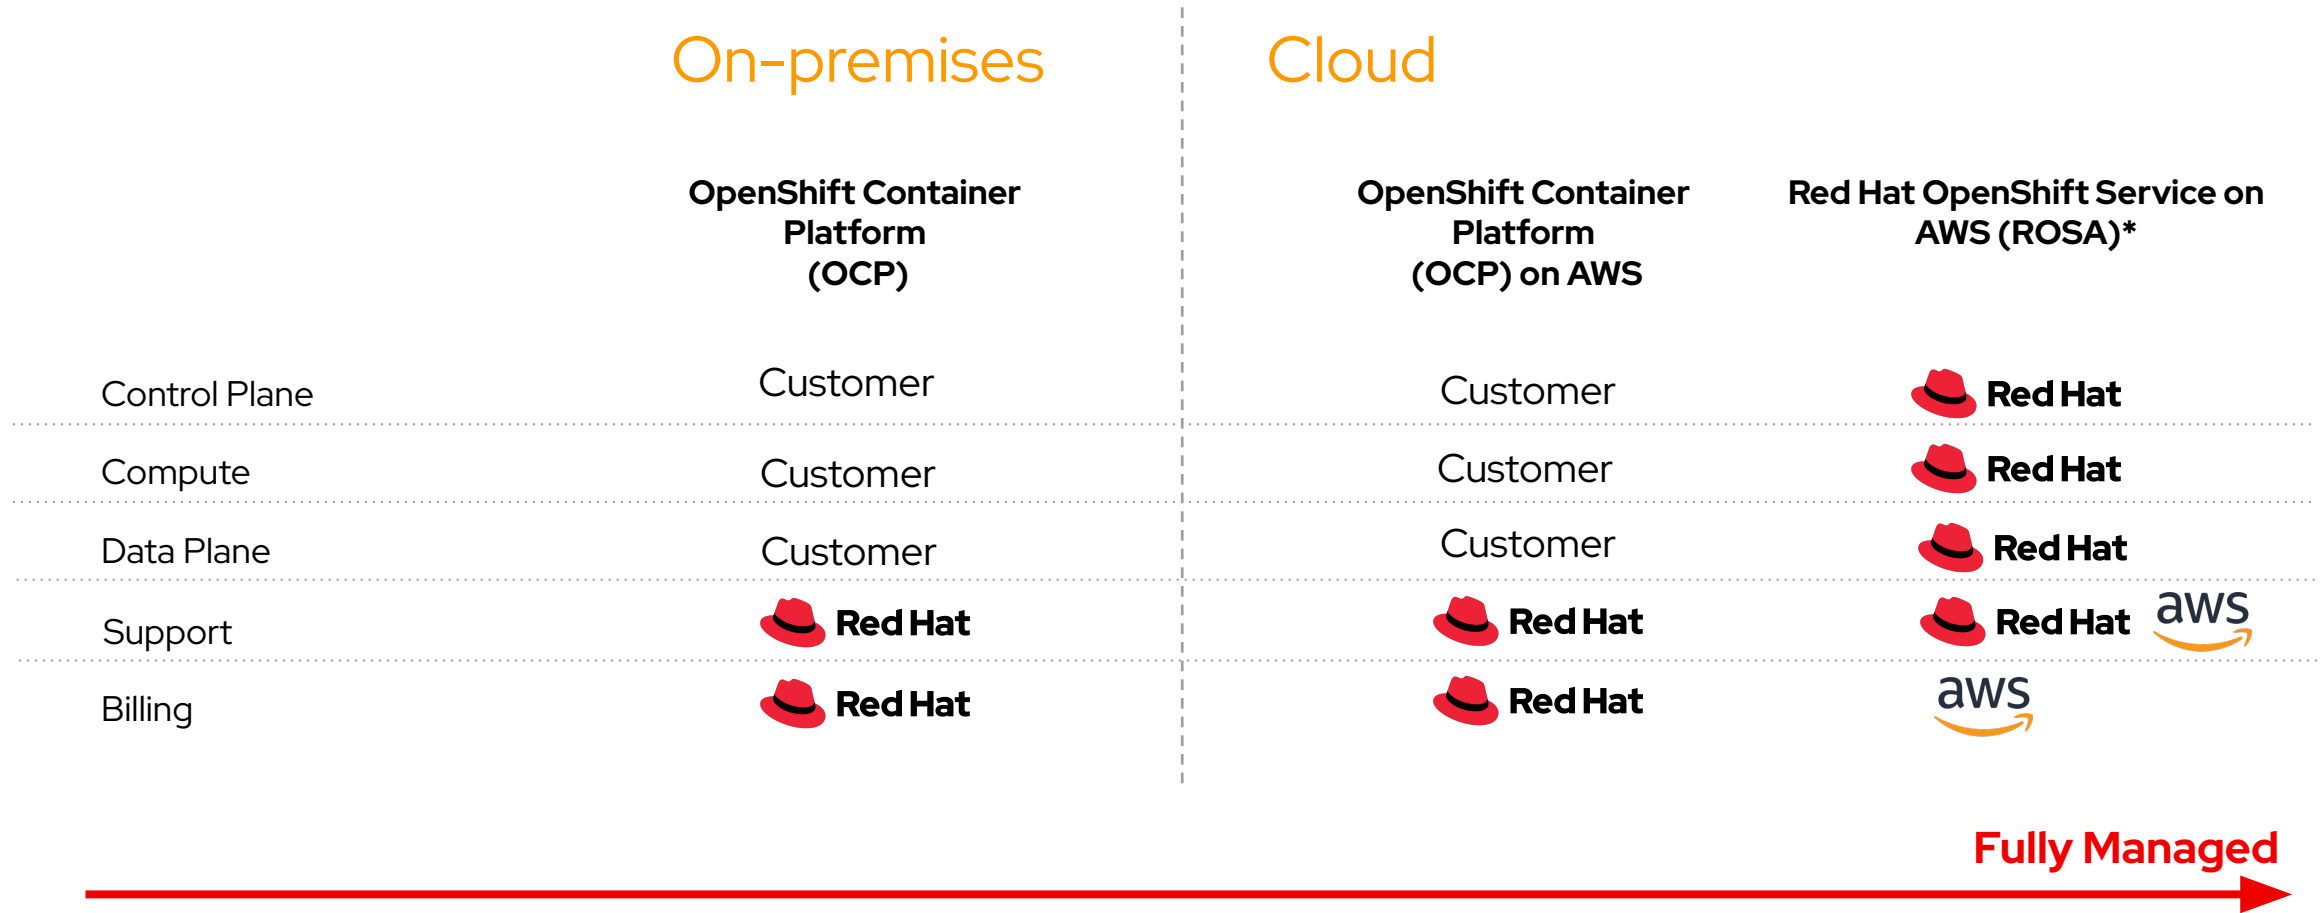 On-premises
Cloud
OpenShift Container
Platform
(OCP)
OpenShift Container
Platform
(OCP) on AWS
Red Hat OpenShift Service on
AWS (ROSA)*
Control Plane
Customer
Customer
Red Hat
Compute
Customer
Customer
Red Hat
Data Plane
Customer
Customer
Red Hat
Support
Red Hat
Red Hat
Red Hat
aws
Billing
Red Hat
Red Hat
aws
Fully Managed